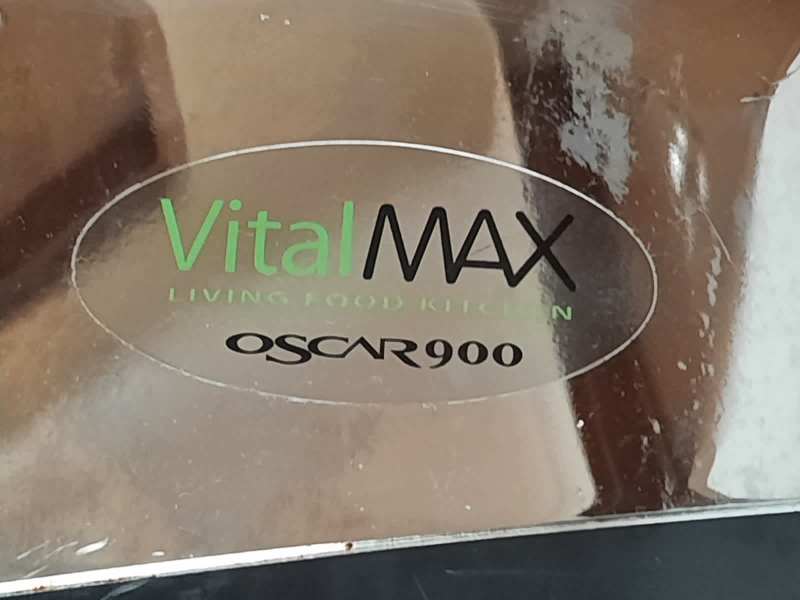 VitalMAX
LIVING FOOD KITCHEN
OSCAR900